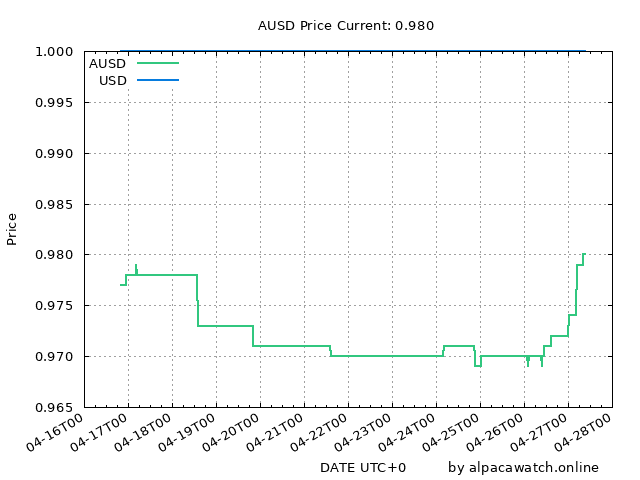 AUSD Price Current: 0.980
1.000
0.995
0.990
0.985
0.980
0.975
0.970
0.965
Price
AUSD
USD
04-16T00
04-17T00
04-18T00
04-19T00
04-20T00
04-21T00
04-22T00
04-23T00
04-24T00
04-25T00
04-26T00
04-27T00
04-28T00
DATE UTC+0
by alpacawatch.online